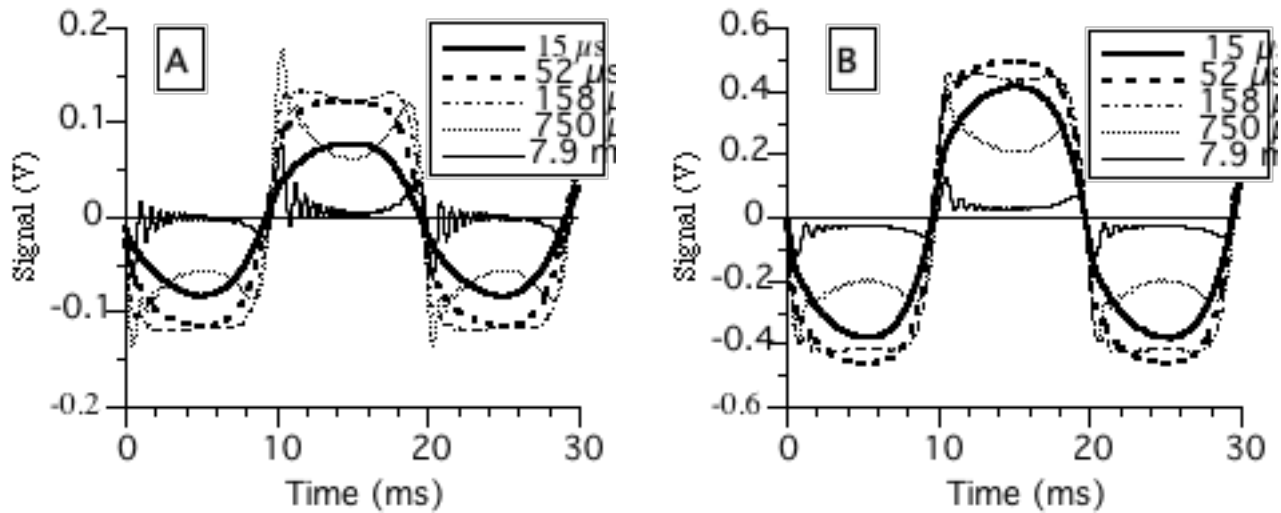 A
Signal (V)
0.2
0.1
0
-0.1
-0.2
15 µs
52 µs
158 µ
750 µ
7.9 m
0 10 20 30
Time (ms)
B
Signal (V)
0.6
0.4
0.2
0
-0.2
-0.4
-0.6
15 µs
52 µs
158 µ
750 µ
7.9 m
0 10 20 30
Time (ms)